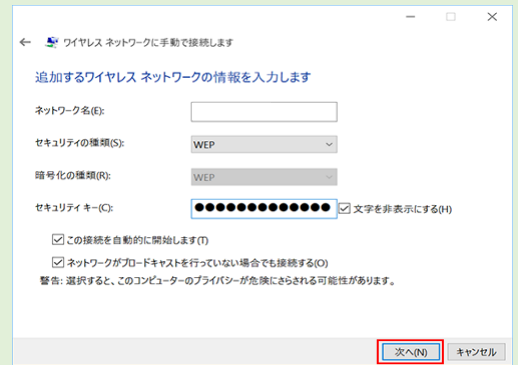 ワイヤレス ネットワークに手動で接続します
追加するワイヤレス ネットワークの情報を入力します
ネットワーク名(E):
セキュリティの種類(S): WEP
暗号化の種類(R): WEP
セキュリティ キー(C): ●●●●●●●●●●●●● 文字を非表示にする(H)
この接続を自動的に開始します(T)
ネットワークがブロードキャストを行っていない場合でも接続する(O)
警告: 選択すると、このコンピューターのプライバシーが危険にさらされる可能性があります。
次へ(N) キャンセル